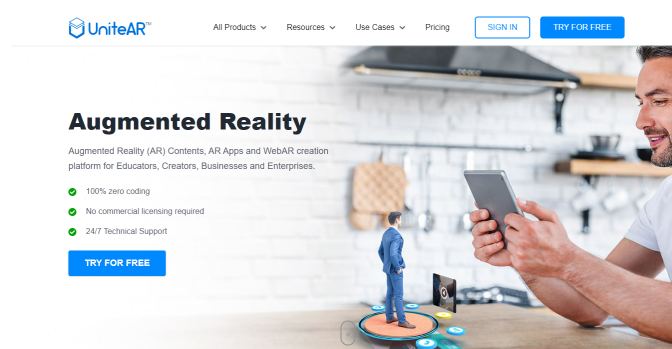 UniteAR™
All Products
Resources
Use Cases
Pricing
SIGN IN
TRY FOR FREE
Augmented Reality
Augmented Reality (AR) Contents, AR Apps and WebAR creation
platform for Educators, Creators, Businesses and Enterprises.
100% zero coding
No commercial licensing required
24/7 Technical Support
TRY FOR FREE